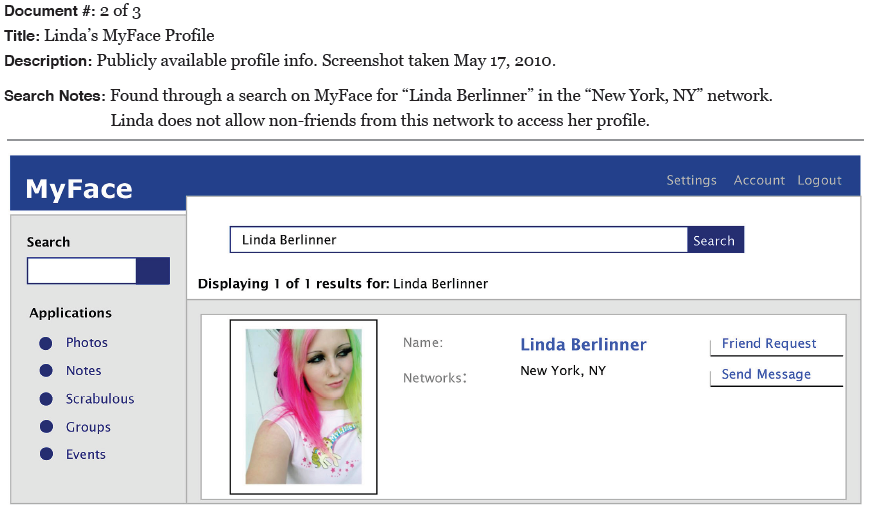 Document #: 2 of 3
Title: Linda’s MyFace Profile
Description: Publicly available profile info. Screenshot taken May 17, 2010.
Search Notes: Found through a search on MyFace for “Linda Berlinner” in the “New York, NY” network.
Linda does not allow non-friends from this network to access her profile.
MyFace
Settings Account Logout
Search
Linda Berlinner Search
Displaying 1 of 1 results for: Linda Berlinner
Applications
Photos
Notes
Scrabulous
Groups
Events
Name: Linda Berlinner
Networks: New York, NY
Friend Request
Send Message